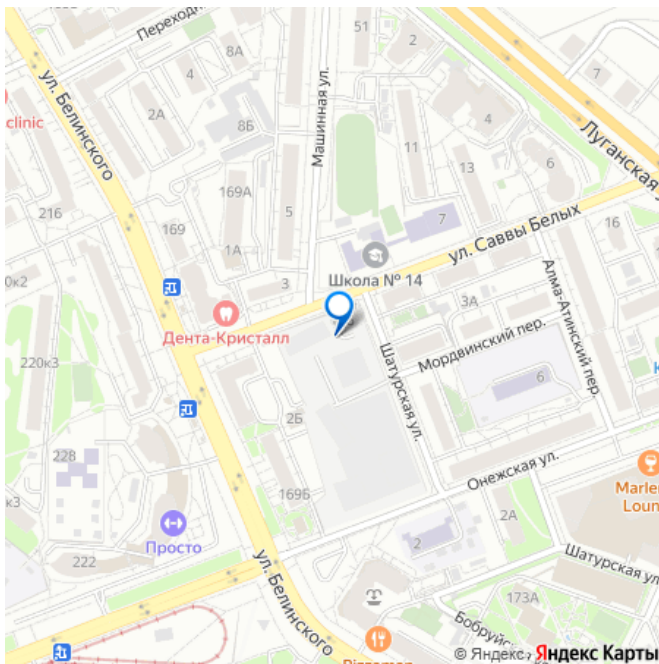 Переходн
51
2
8А
7
ул. Белинского
2А
Машинная ул.
4
clinic
8Б
11
Луганская
13
6
169А
216
5
7
169
16
1А
ул. Саввы Белых
3
Школа № 14
3А
Дента-Кристалл
Алма-Атинский пер.
Мордвинский пер.
220к3
Шатурская ул.
6
2Б
228
Онежская ул.
169Б
2А
Просто
2
222
Шатурская ул
ул. Белинского
173А
Бобруйс
© Яндекс
Яндекс Карты